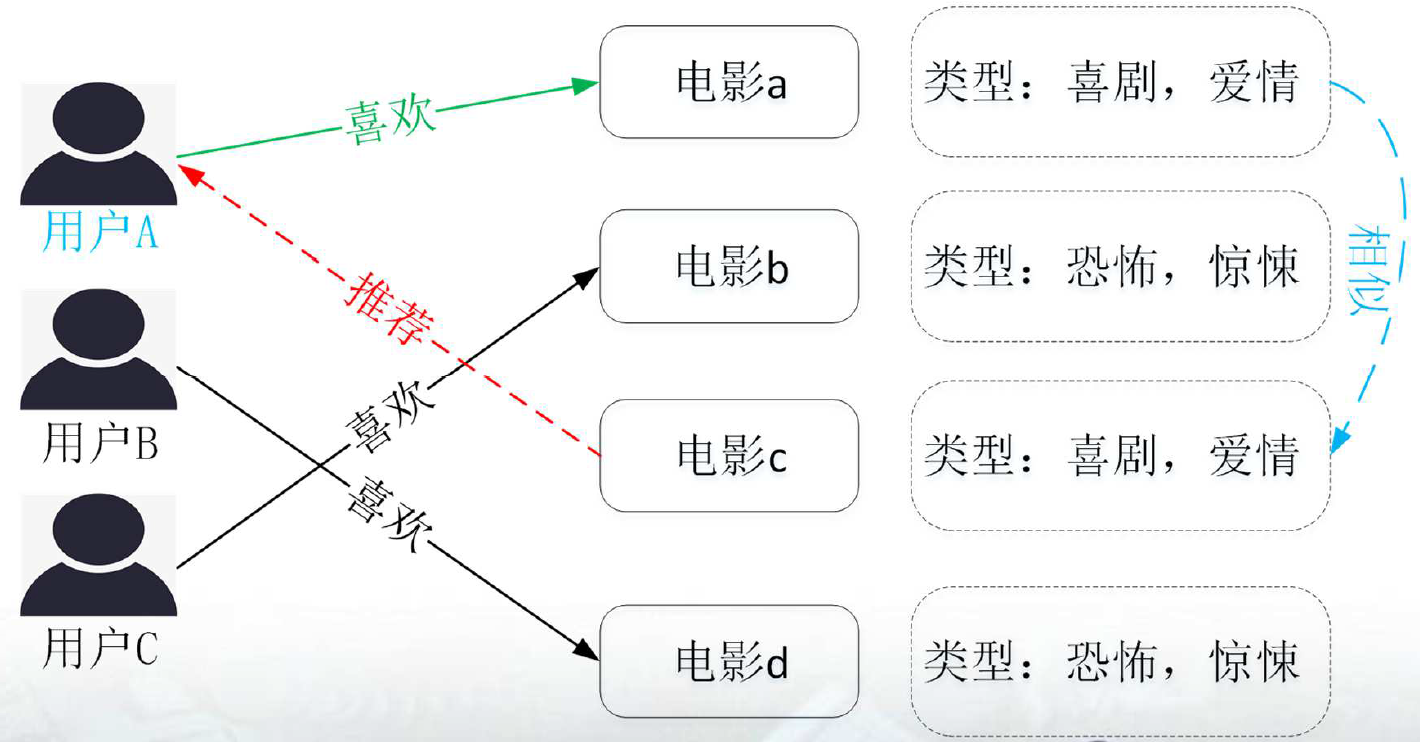 喜欢
电影a
类型：喜剧，爱情
用户A
推荐
电影b
类型：恐怖，惊悚
相似
用户B
喜欢
喜欢
电影c
类型：喜剧，爱情
用户C
电影d
类型：恐怖，惊悚